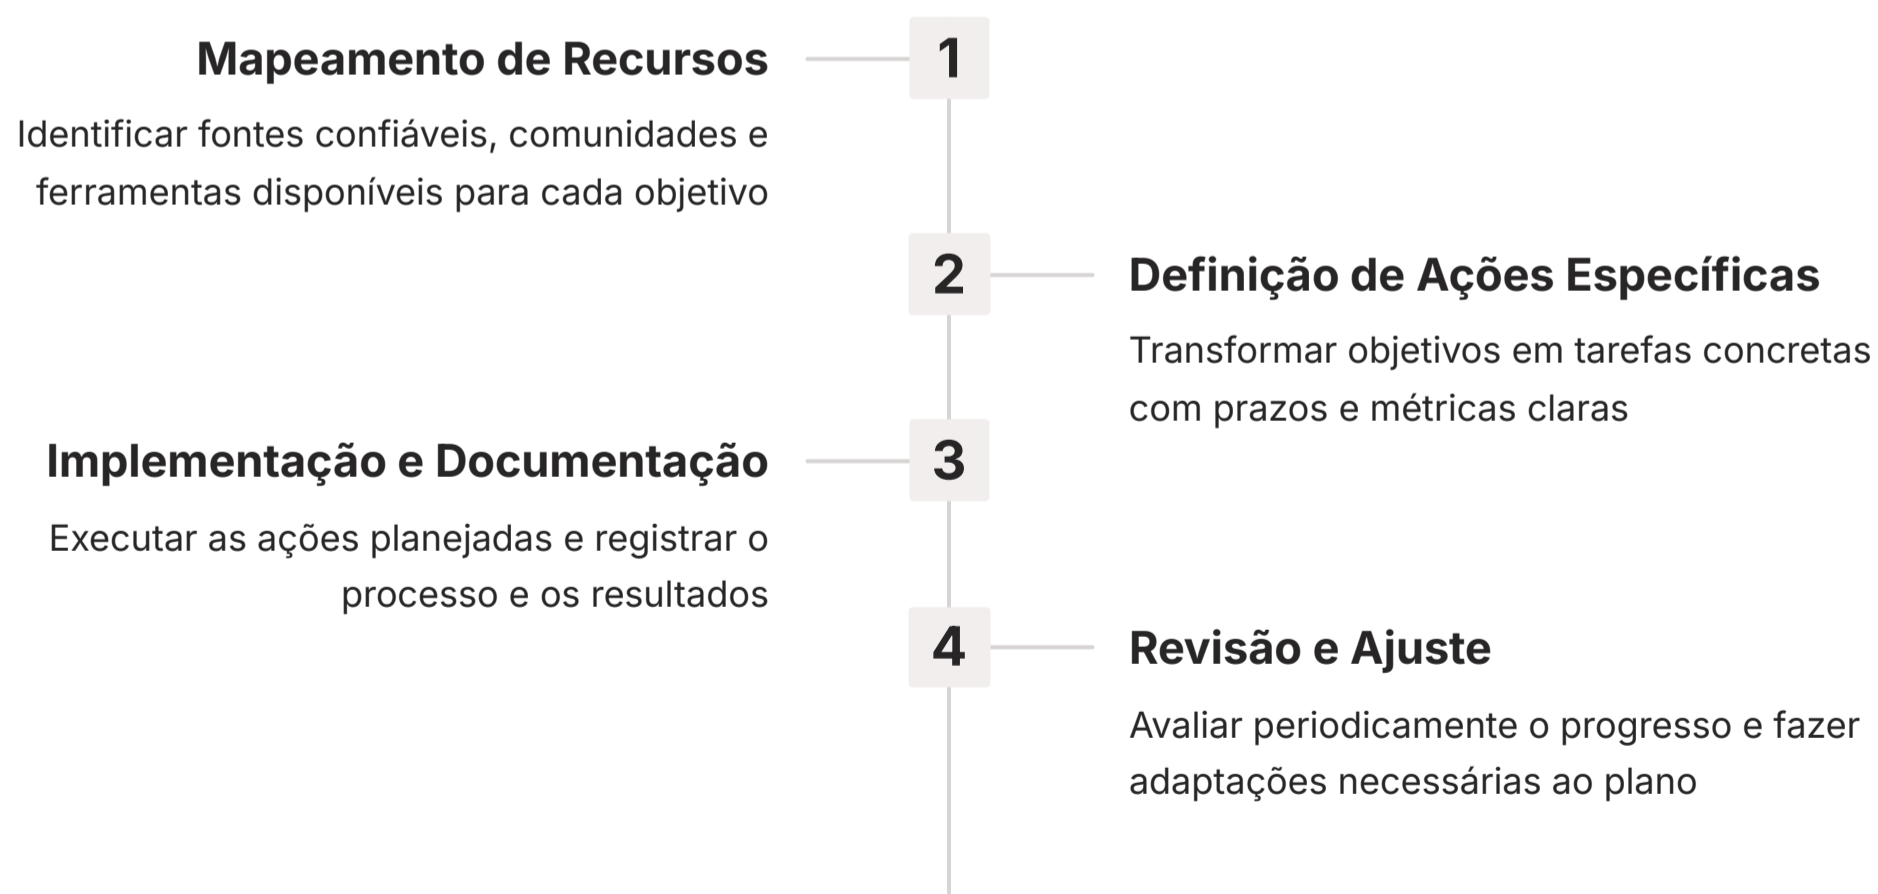 1
Mapeamento de Recursos
Identificar fontes confiáveis, comunidades e
ferramentas disponíveis para cada objetivo
2
Definição de Ações Específicas
Transformar objetivos em tarefas concretas
com prazos e métricas claras
3
Implementação e Documentação
Executar as ações planejadas e registrar o
processo e os resultados
4
Revisão e Ajuste
Avaliar periodicamente o progresso e fazer
adaptações necessárias ao plano